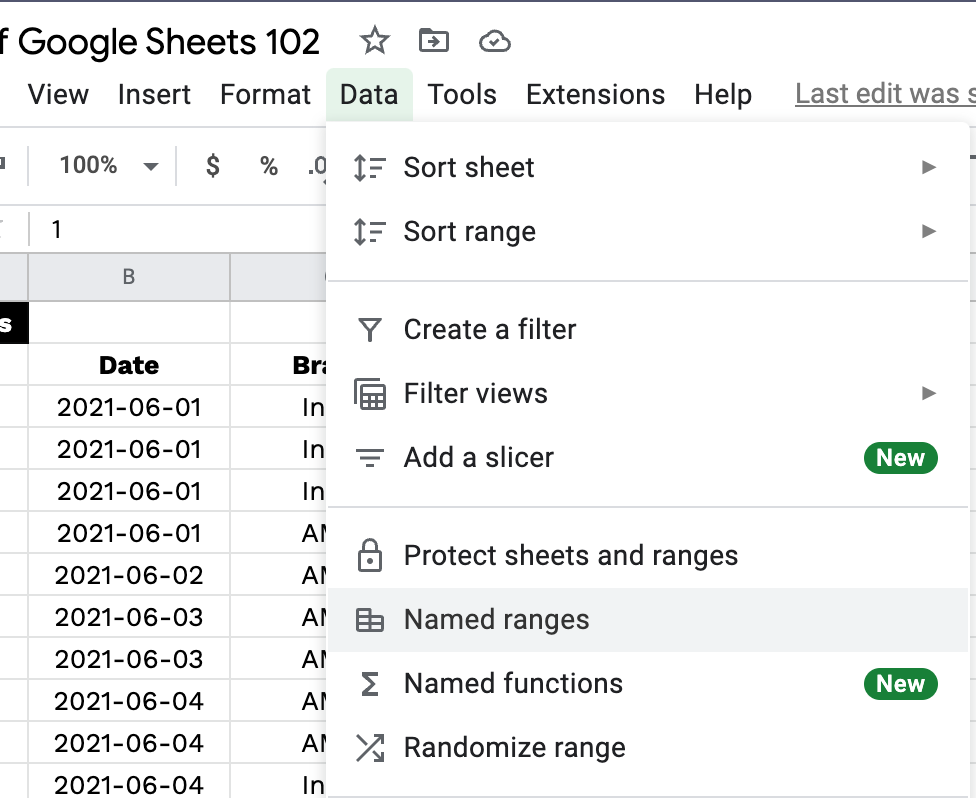 f Google Sheets 102
View Insert Format Data Tools Extensions Help Last edit was s
100% $ % .0
1
B
s
Date Bra
2021-06-01 In
2021-06-01 In
2021-06-01 In
2021-06-01 AM
2021-06-02 AM
2021-06-03 AM
2021-06-03 AM
2021-06-04 AM
2021-06-04 AM
2021-06-04 In
Sort sheet
Sort range
Create a filter
Filter views
Add a slicer New
Protect sheets and ranges
Named ranges
Named functions New
Randomize range